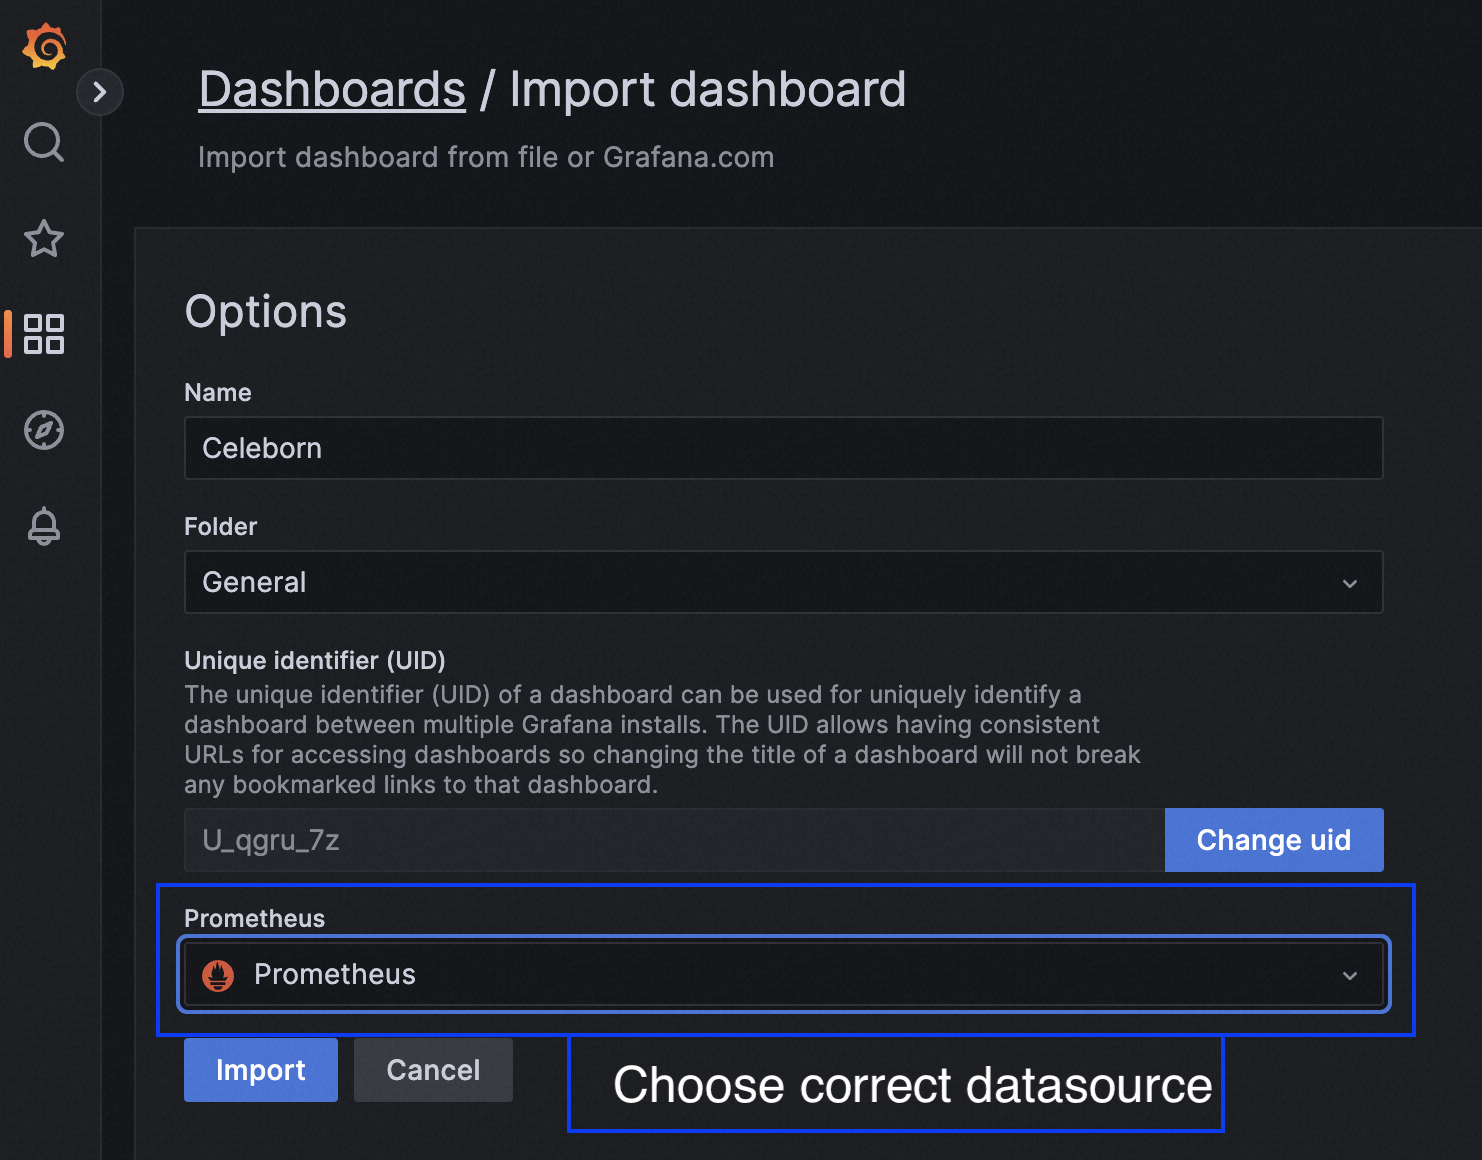 Dashboards / Import dashboard
Import dashboard from file or Grafana.com
Options
Name
Celeborn
Folder
General
Unique identifier (UID)
The unique identifier (UID) of a dashboard can be used for uniquely identify a
dashboard between multiple Grafana installs. The UID allows having consistent
URLs for accessing dashboards so changing the title of a dashboard will not break
any bookmarked links to that dashboard.
U_qgru_7z
Change uid
Prometheus
Prometheus
Import
Cancel
Choose correct datasource